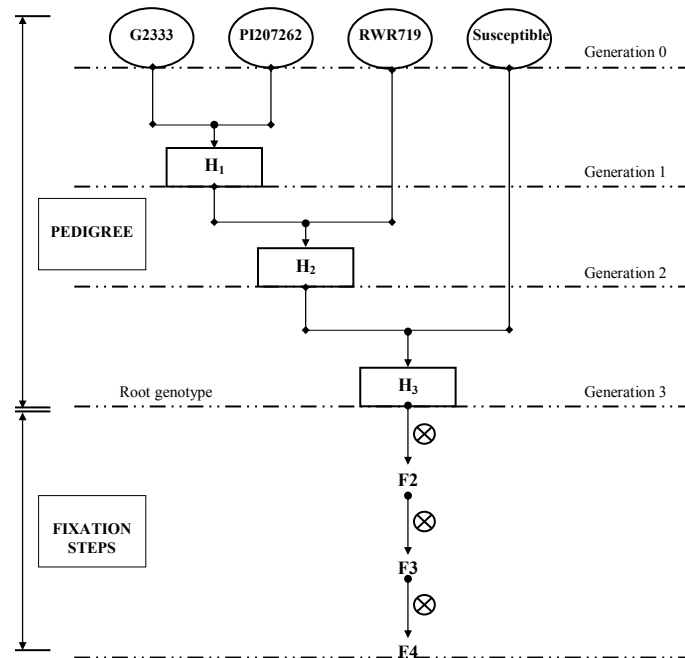 G2333
PI207262
RWR719
Susceptible
Generation 0
H1
Generation 1
PEDIGREE
H2
Generation 2
H3
Root genotype
Generation 3
F2
FIXATION
STEPS
F3
F4